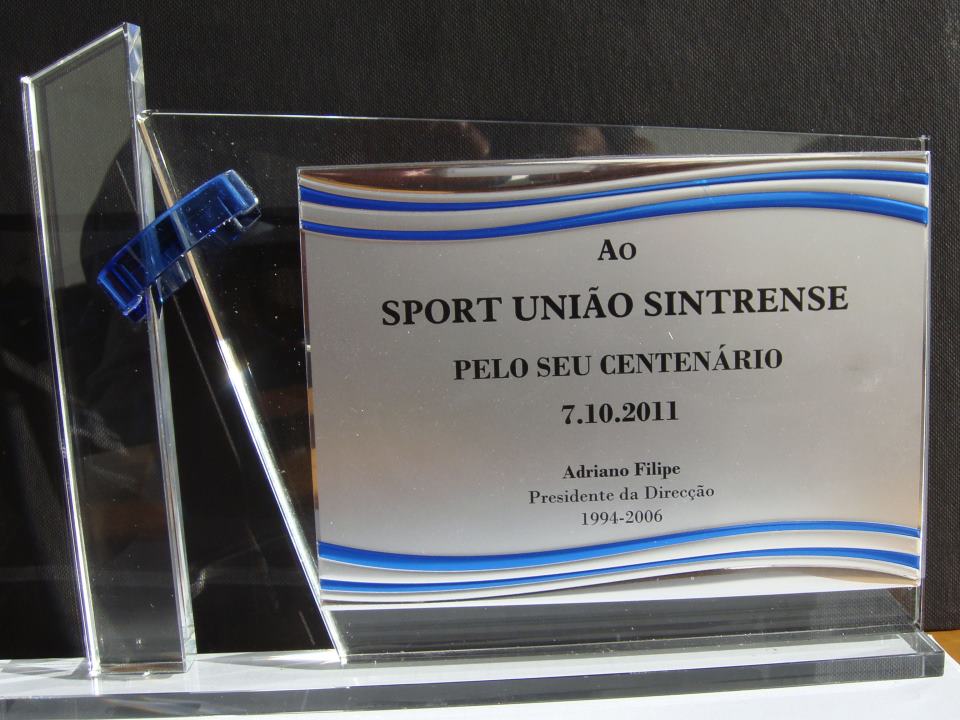 Ao
SPORT UNIÃO SINTRENSE
PELO SEU CENTENÁRIO
7.10.2011
Adriano Filipe
Presidente da Direcção
1994-2006